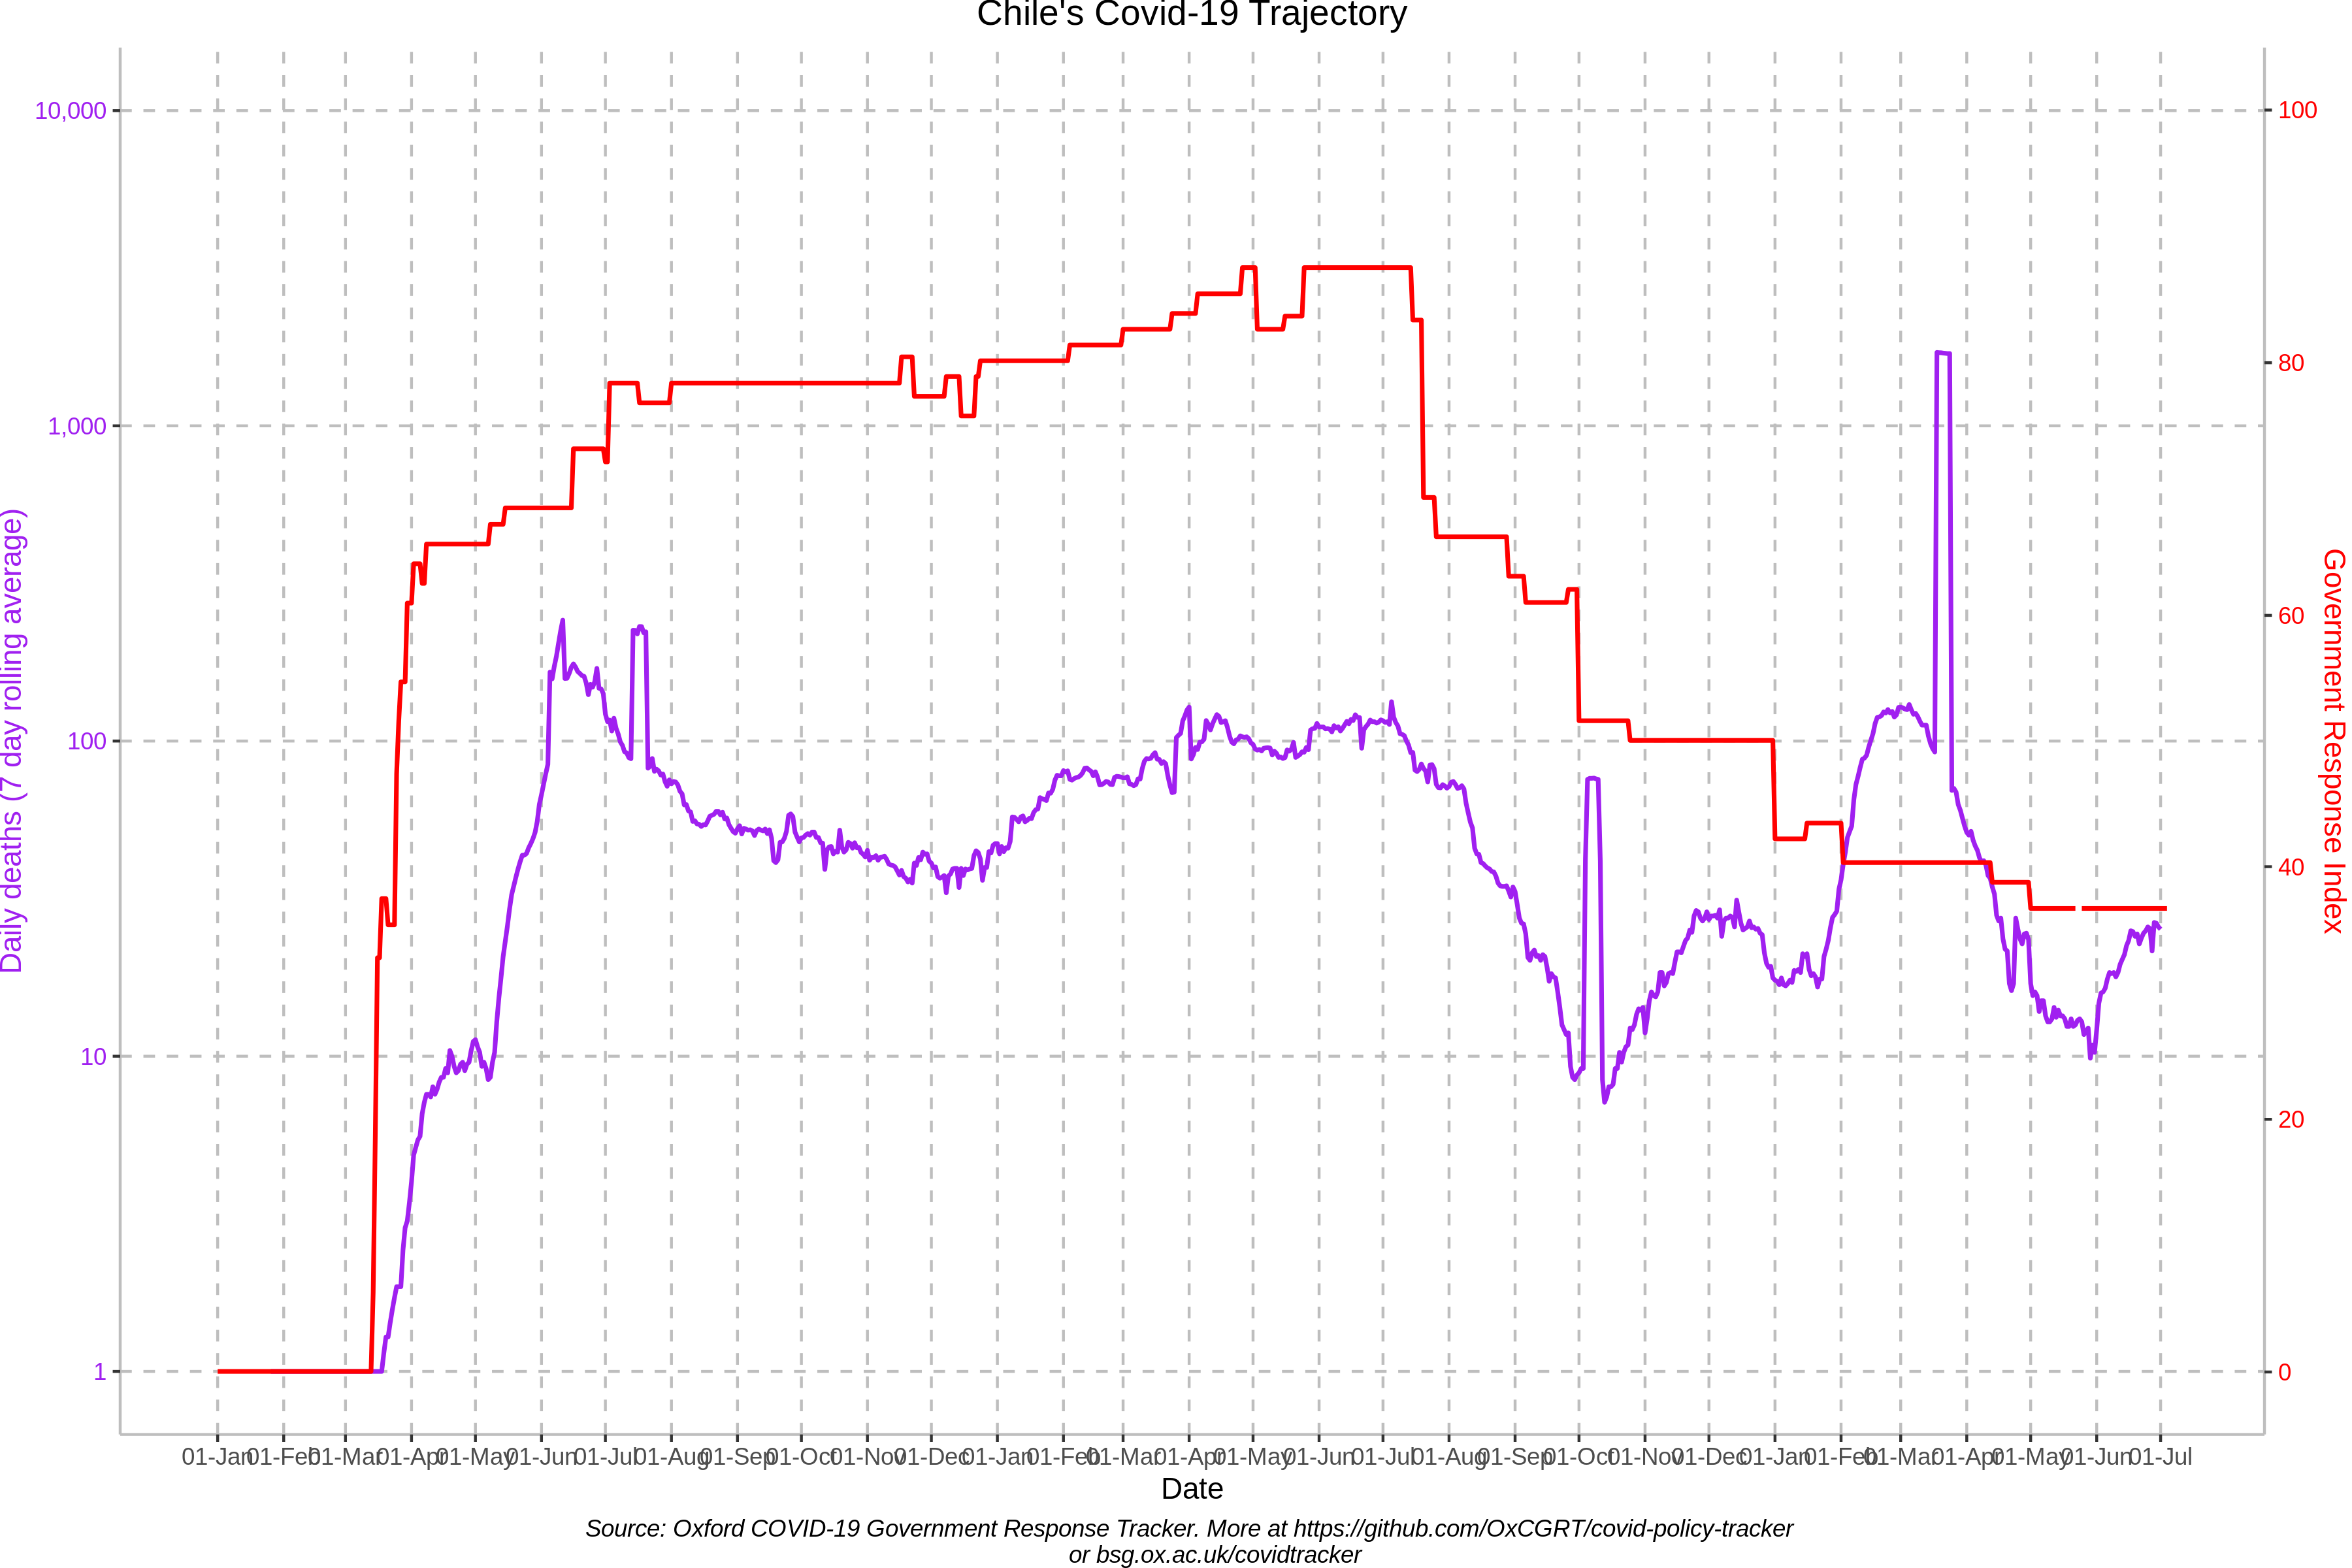 Chile's Covid-19 Trajectory
10,000
1,000
100
10
1
Daily deaths (7 day rolling average)
100
80
60
40
20
0
Government Response Index
01-Jan 01-Feb 01-Mar 01-Apr 01-May 01-Jun 01-Jul 01-Aug 01-Sep 01-Oct 01-Nov 01-Dec 01-Jan 01-Feb 01-Mar 01-Apr 01-May 01-Jun 01-Jul 01-Aug 01-Sep 01-Oct 01-Nov 01-Dec 01-Jan 01-Feb 01-Mar 01-Apr 01-May 01-Jun 01-Jul
Date
Source: Oxford COVID-19 Government Response Tracker. More at https://github.com/OxCGRT/covid-policy-tracker
or bsg.ox.ac.uk/covidtracker